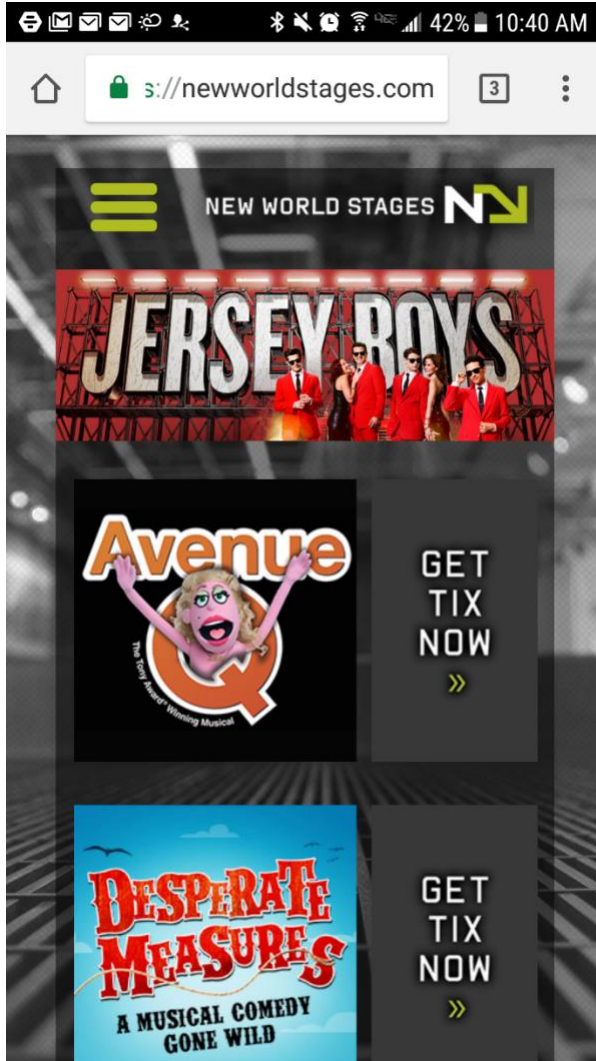 42% 10:40 AM
s://newworldstages.com 3
NEW WORLD STAGES
JERSEY BOYS
Avenue
Q
The Tony Award® Winning Musical
GET
TIX
NOW
»
DESPERATE
MEASURES
A MUSICAL COMEDY
GONE WILD
GET
TIX
NOW
»